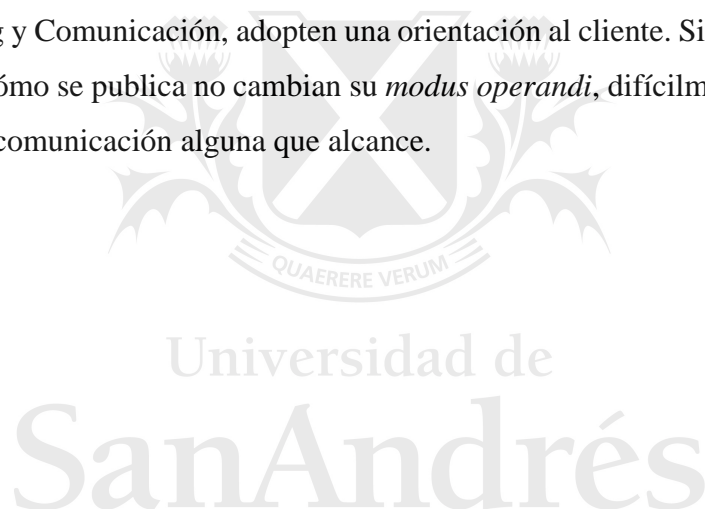 g y Comunicación, adopten una orientación al cliente. Si
ómo se publica no cambian su modus operandi, difícilm
comunicación alguna que alcance.
QUAERERE VERUM
Universidad de
SanAndrés